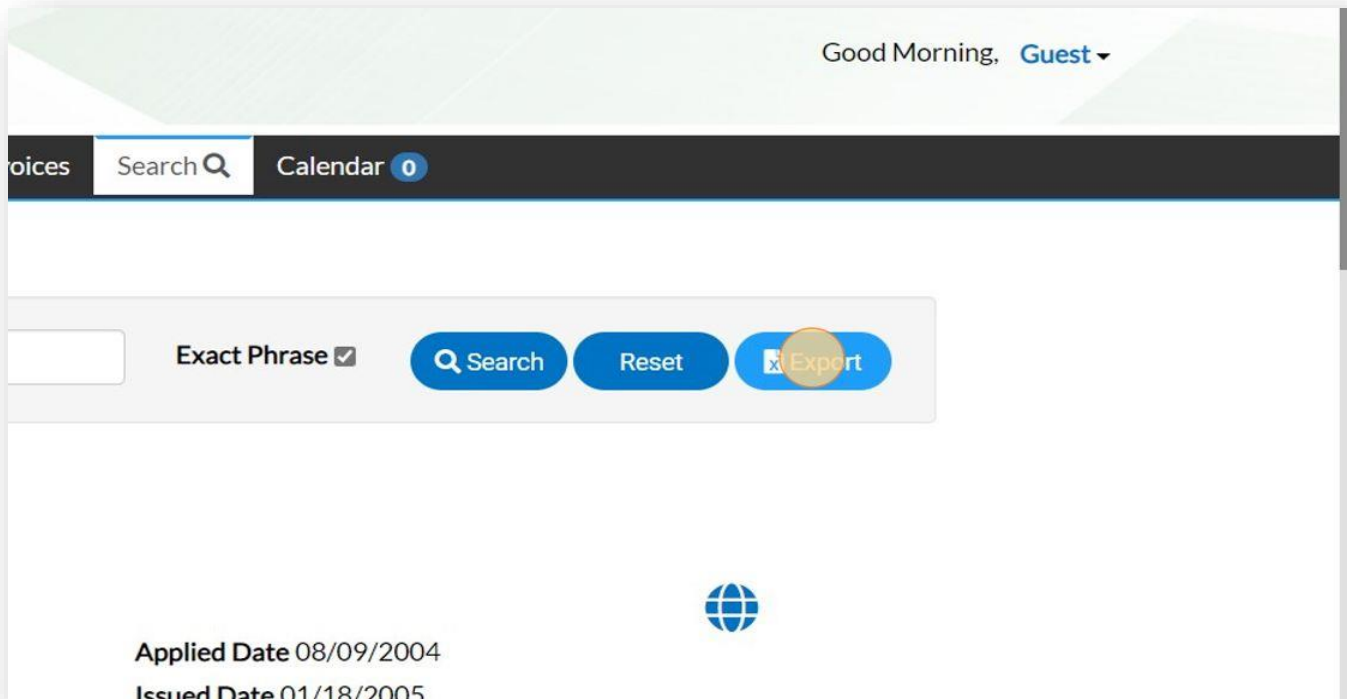 Good Morning, Guest
oices Search Calendar 0
Exact Phrase Search Reset Export
Applied Date 08/09/2004
Issued Date 01/18/2005